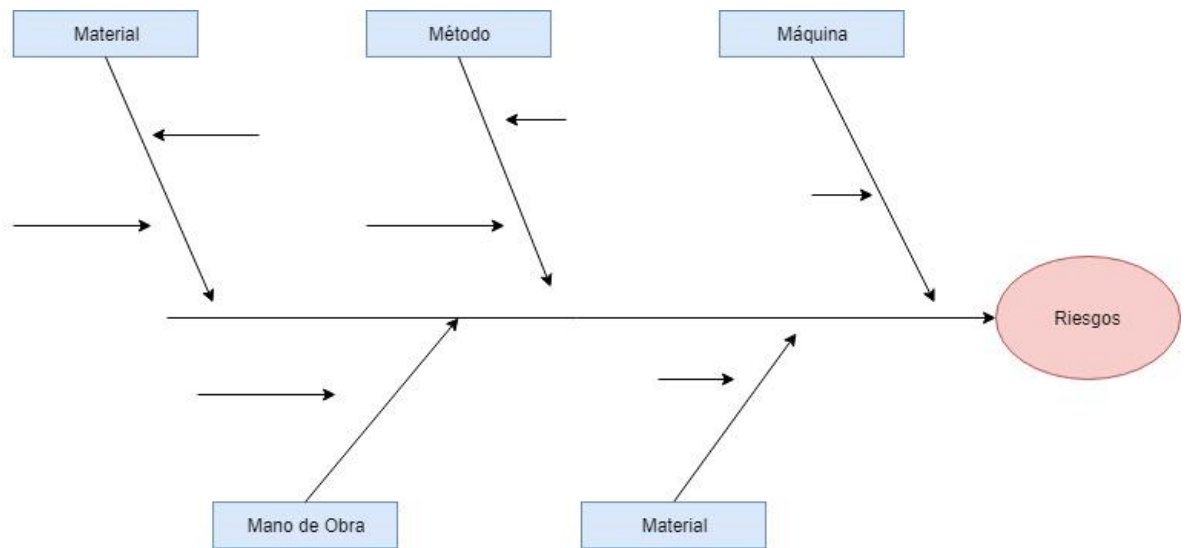 Material
Método
Máquina
Riesgos
Mano de Obra
Material